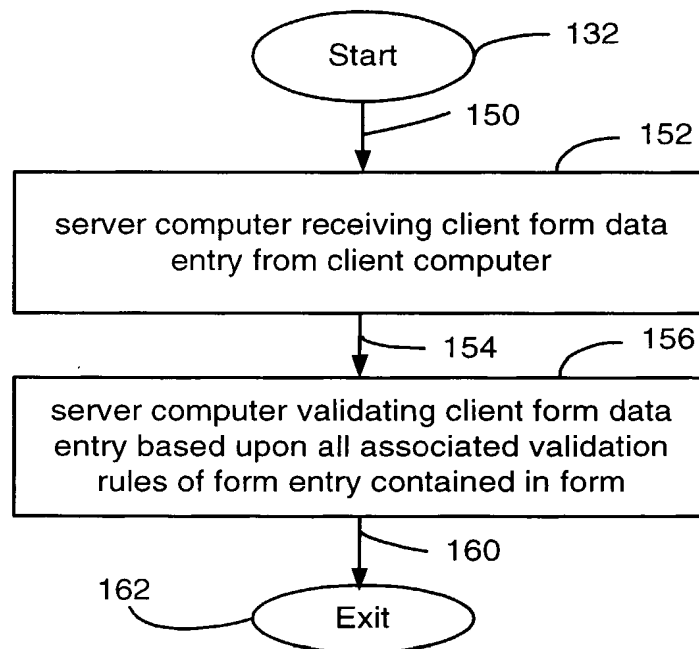 Start
132
150
152
server computer receiving client form data
entry from client computer
154
156
server computer validating client form data
entry based upon all associated validation
rules of form entry contained in form
160
162
Exit